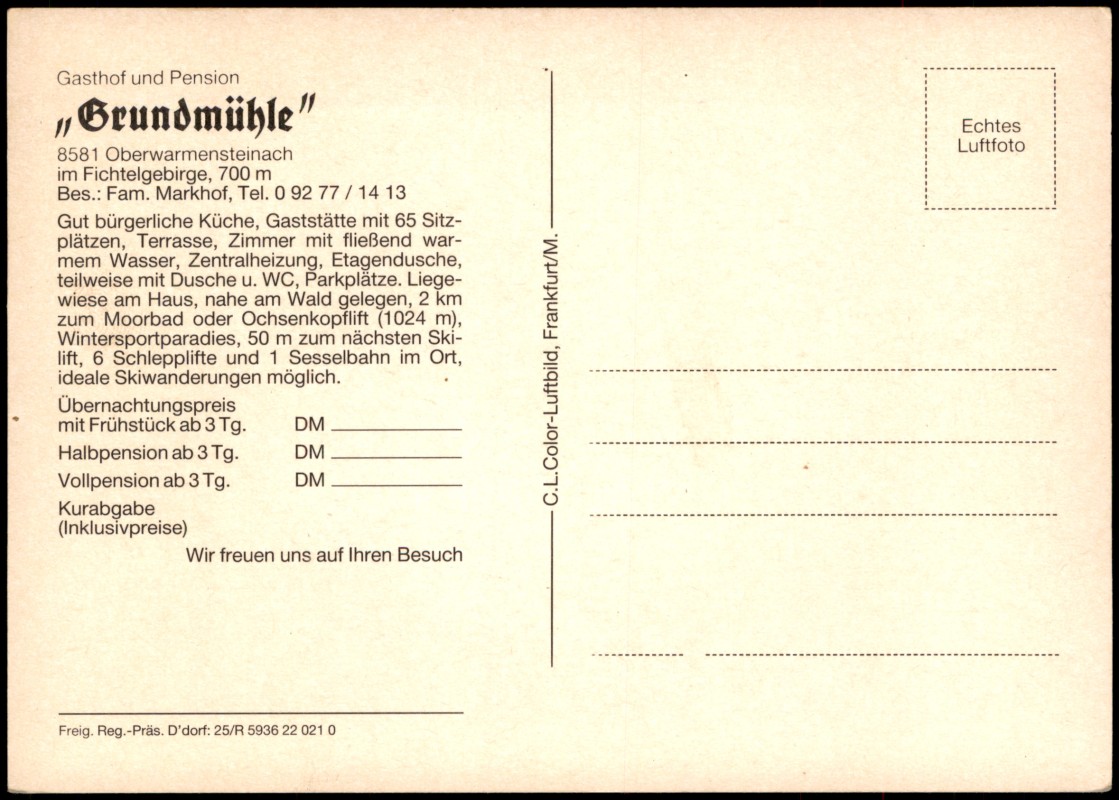 Gasthof und Pension
„Grundmühle"
8581 Oberwarmensteinach
im Fichtelgebirge, 700 m
Bes.: Fam. Markhof, Tel. 0 92 77 / 14 13
Gut bürgerliche Küche, Gaststätte mit 65 Sitz-
plätzen, Terrasse, Zimmer mit fließend war-
mem Wasser, Zentralheizung, Etagendusche,
teilweise mit Dusche u. WC, Parkplätze. Liege-
wiese am Haus, nahe am Wald gelegen, 2 km
zum Moorbad oder Ochsenkopflift (1024 m),
Wintersportparadies, 50 m zum nächsten Ski-
lift, 6 Schlepplifte und 1 Sesselbahn im Ort,
ideale Skiwanderungen möglich.
Übernachtungspreis
mit Frühstück ab 3 Tg. DM
Halbpension ab 3 Tg. DM
Vollpension ab 3 Tg. DM
Kurabgabe
(Inklusivpreise)
Wir freuen uns auf Ihren Besuch
Freig. Reg.-Präs. D'dorf: 25/R 5936 22 021 0
C.L.Color-Luftbild, Frankfurt/M.
Echtes
Luftfoto